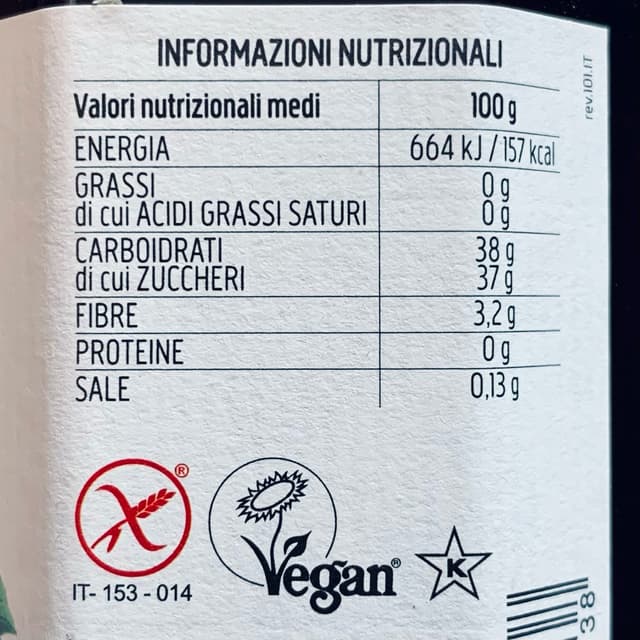 INFORMAZIONI NUTRIZIONALI
Valori nutrizionali medi 100 g
ENERGIA 664 kJ / 157 kcal
GRASSI 0 g
di cui ACIDI GRASSI SATURI 0 g
CARBOIDRATI 38 g
di cui ZUCCHERI 37 g
FIBRE 3,2 g
PROTEINE 0 g
SALE 0,13 g
rev.101.IT
®
IT- 153 - 014
Vegan®
K
38